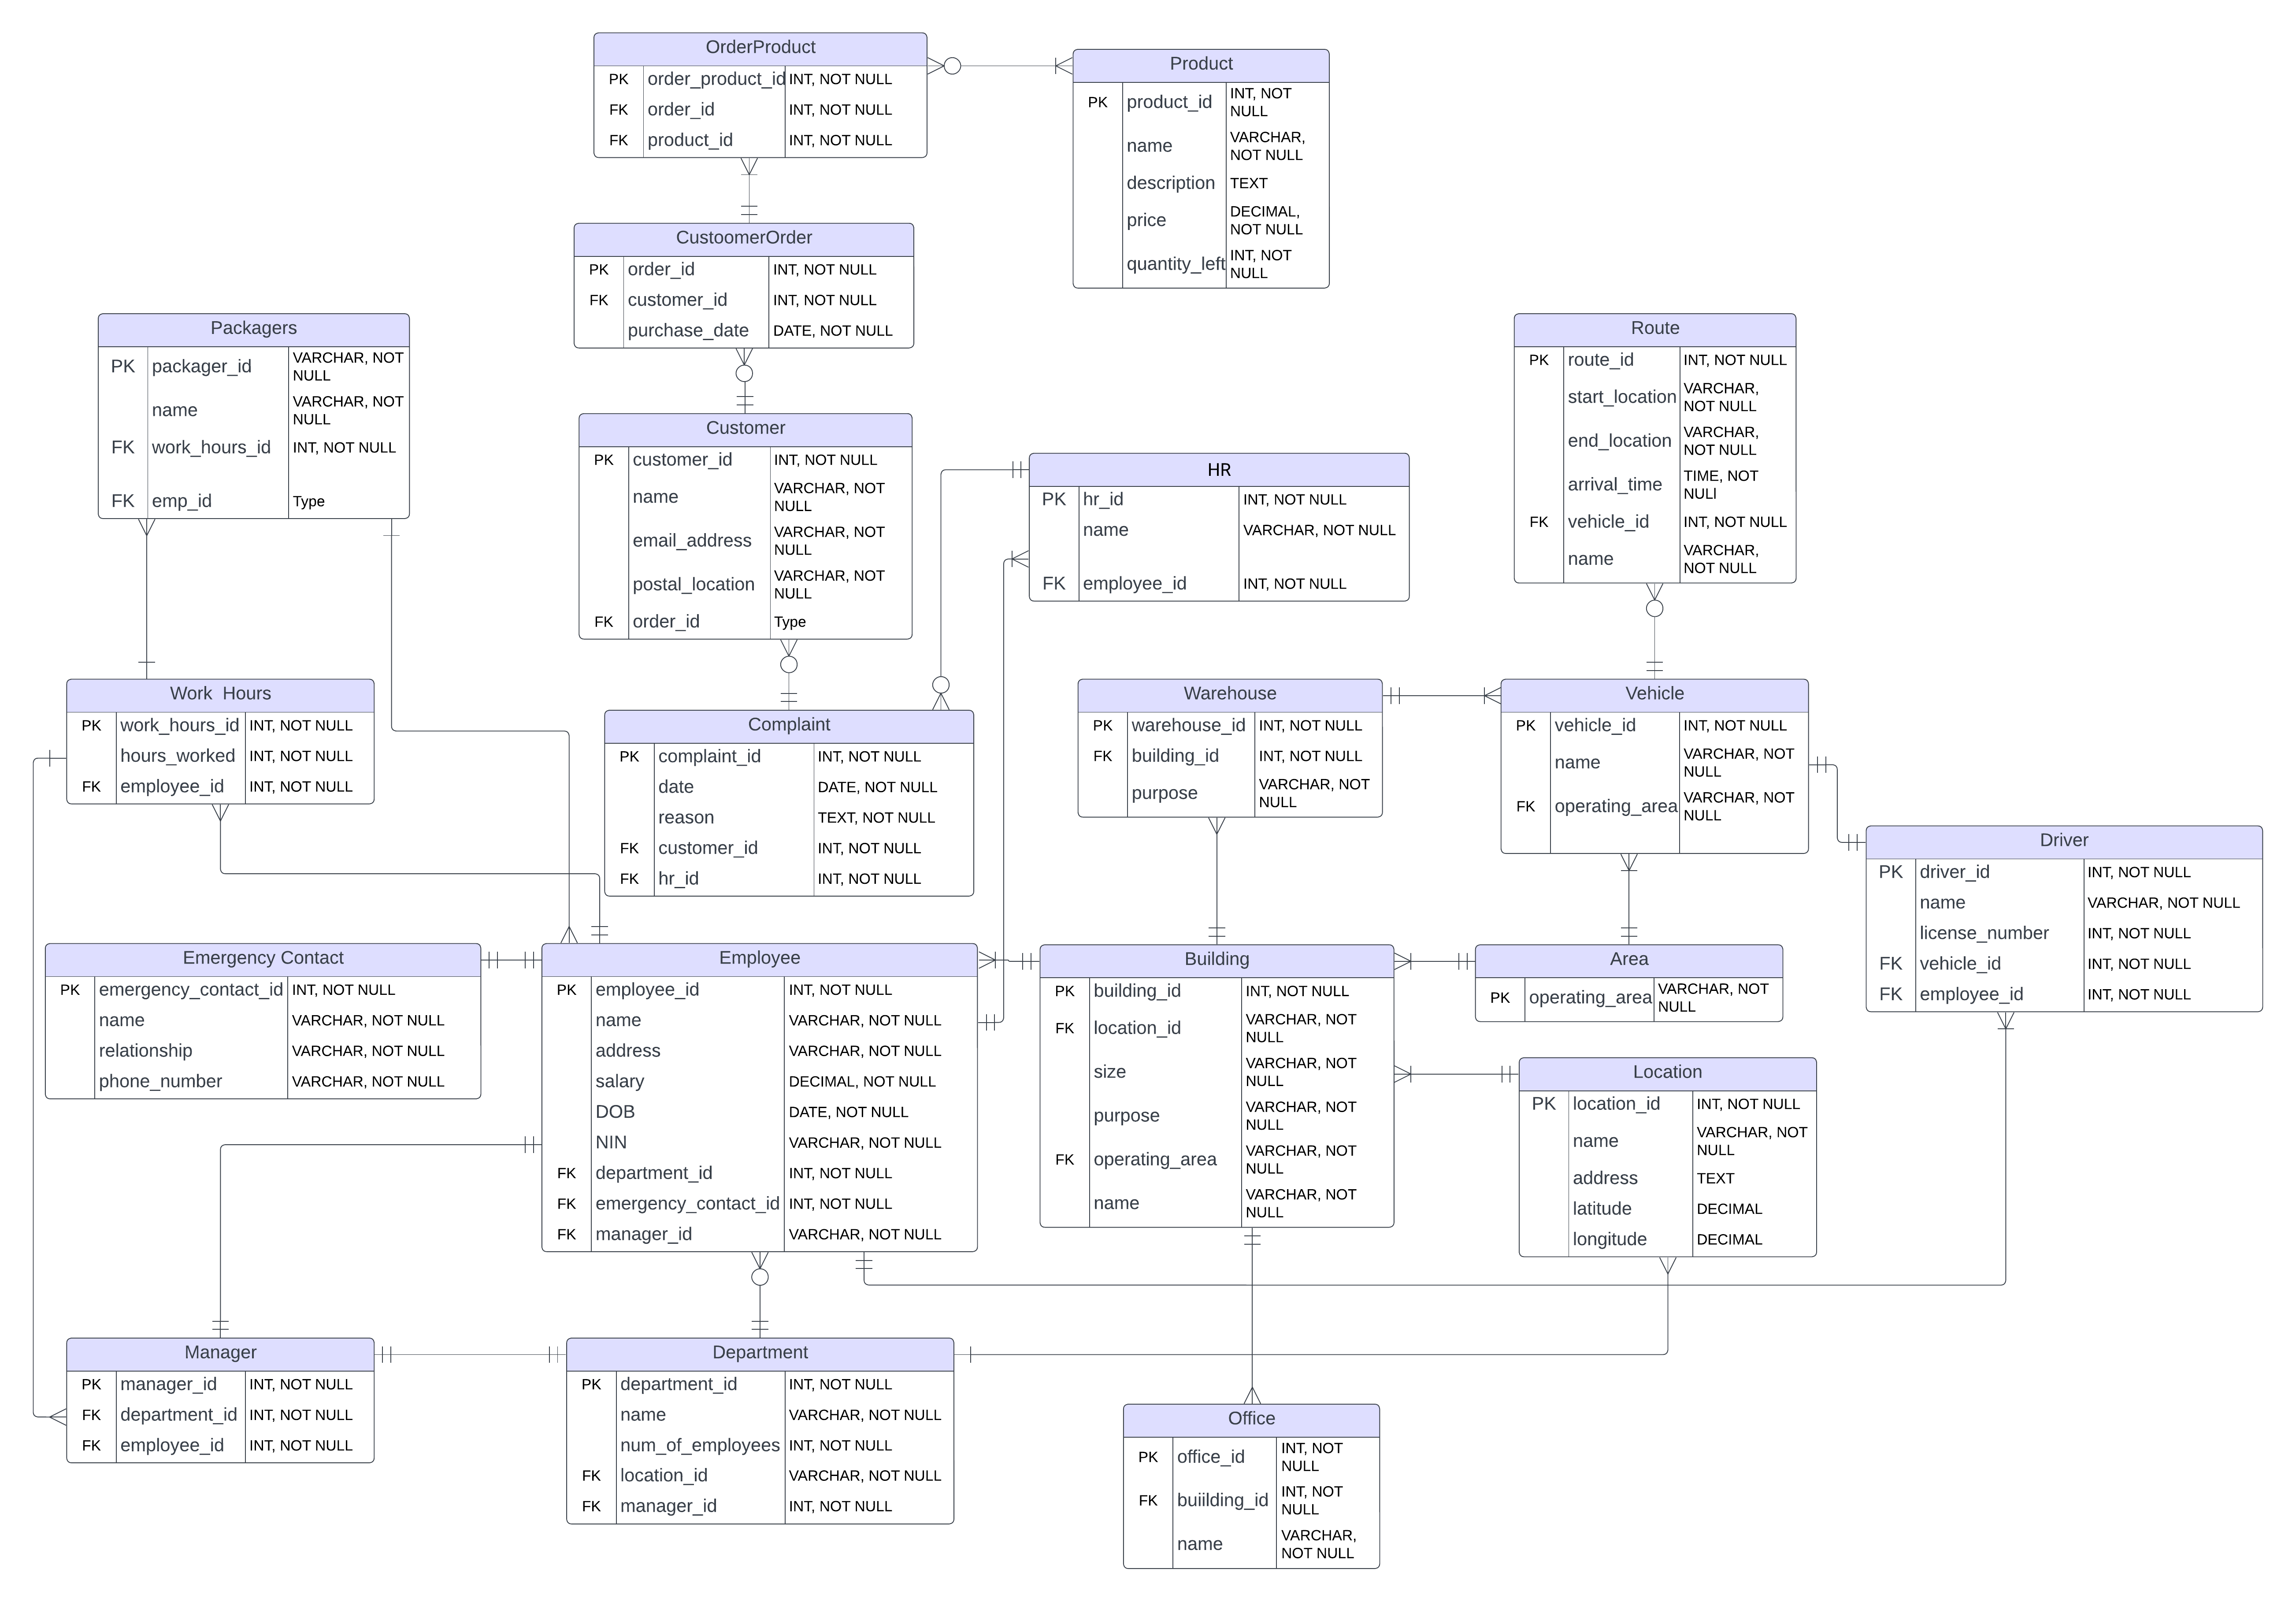 OrderProduct
PK order_product_id INT, NOT NULL
FK order_id INT, NOT NULL
FK product_id INT, NOT NULL
Product
PK product_id INT, NOT
NULL
name VARCHAR,
NOT NULL
description TEXT
price DECIMAL,
NOT NULL
quantity_left INT, NOT
NULL
CustoomerOrder
PK order_id INT, NOT NULL
FK customer_id INT, NOT NULL
purchase_date DATE, NOT NULL
Packagers
PK packager_id VARCHAR, NOT
NULL
name VARCHAR, NOT
NULL
FK work_hours_id INT, NOT NULL
FK emp_id Type
Route
PK route_id INT, NOT NULL
start_location VARCHAR,
NOT NULL
end_location VARCHAR,
NOT NULL
arrival_time TIME, NOT
NULl
FK vehicle_id INT, NOT NULL
name VARCHAR,
NOT NULL
Customer
PK customer_id INT, NOT NULL
name VARCHAR, NOT
NULL
email_address VARCHAR, NOT
NULL
postal_location VARCHAR, NOT
NULL
FK order_id Type
HR
PK hr_id INT, NOT NULL
name VARCHAR, NOT NULL
FK employee_id INT, NOT NULL
Work  Hours
PK work_hours_id INT, NOT NULL
hours_worked INT, NOT NULL
FK employee_id INT, NOT NULL
Complaint
PK complaint_id INT, NOT NULL
date DATE, NOT NULL
reason TEXT, NOT NULL
FK customer_id INT, NOT NULL
FK hr_id INT, NOT NULL
Warehouse
PK warehouse_id INT, NOT NULL
FK building_id INT, NOT NULL
purpose VARCHAR, NOT
NULL
Vehicle
PK vehicle_id INT, NOT NULL
name VARCHAR, NOT
NULL
FK operating_area VARCHAR, NOT
NULL
Driver
PK driver_id INT, NOT NULL
name VARCHAR, NOT NULL
license_number INT, NOT NULL
FK vehicle_id INT, NOT NULL
FK employee_id INT, NOT NULL
Emergency Contact
PK emergency_contact_id INT, NOT NULL
name VARCHAR, NOT NULL
relationship VARCHAR, NOT NULL
phone_number VARCHAR, NOT NULL
Employee
PK employee_id INT, NOT NULL
name VARCHAR, NOT NULL
address VARCHAR, NOT NULL
salary DECIMAL, NOT NULL
DOB DATE, NOT NULL
NIN VARCHAR, NOT NULL
FK department_id INT, NOT NULL
FK emergency_contact_id INT, NOT NULL
FK manager_id VARCHAR, NOT NULL
Building
PK building_id INT, NOT NULL
FK location_id VARCHAR, NOT
NULL
size VARCHAR, NOT
NULL
purpose VARCHAR, NOT
NULL
FK operating_area VARCHAR, NOT
NULL
name VARCHAR, NOT
NULL
Area
PK operating_area VARCHAR, NOT
NULL
Location
PK location_id INT, NOT NULL
name VARCHAR, NOT
NULL
address TEXT
latitude DECIMAL
longitude DECIMAL
Manager
PK manager_id INT, NOT NULL
FK department_id INT, NOT NULL
FK employee_id INT, NOT NULL
Department
PK department_id INT, NOT NULL
name VARCHAR, NOT NULL
num_of_employees INT, NOT NULL
FK location_id VARCHAR, NOT NULL
FK manager_id INT, NOT NULL
Office
PK office_id INT, NOT
NULL
FK buiilding_id INT, NOT
NULL
name VARCHAR,
NOT NULL